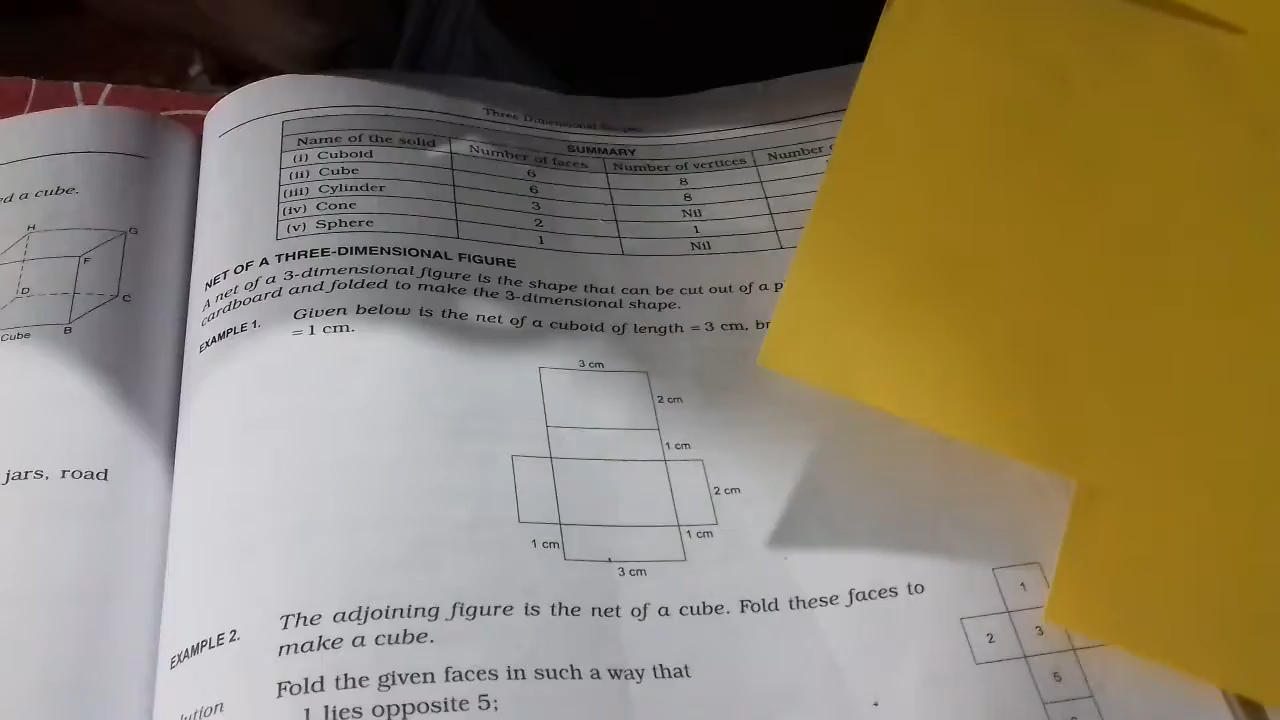 d a cube.
H
G
F
D
C
B
Cube
jars, road
Three Dimensional
SUMMARY
Name of the solid Number of faces Number of vertices Number
(i) Cuboid 6 8
(ii) Cube 6 8
(iii) Cylinder 3 Nil
(iv) Cone 2 1
(v) Sphere 1 Nil
NET OF A THREE-DIMENSIONAL FIGURE
A net of a 3-dimensional figure is the shape that can be cut out of a p
cardboard and folded to make the 3-dimensional shape.
EXAMPLE 1. Given below is the net of a cuboid of length = 3 cm, br
= 1 cm.
3 cm
2 cm
1 cm
2 cm
1 cm
1 cm
3 cm
EXAMPLE 2. The adjoining figure is the net of a cube. Fold these faces to
make a cube.
1
2 3
5
lution Fold the given faces in such a way that
1 lies opposite 5;